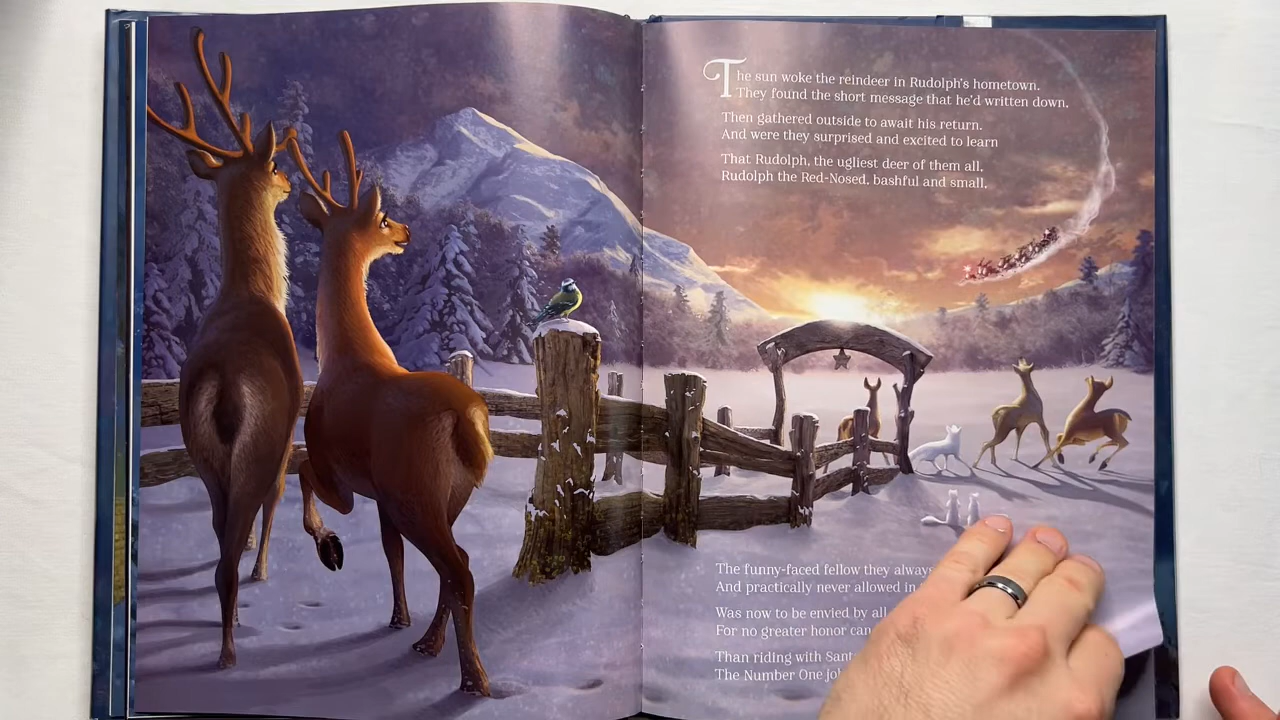 The sun woke the reindeer in Rudolph's hometown.
They found the short message that he'd written down,
Then gathered outside to await his return.
And were they surprised and excited to learn
That Rudolph, the ugliest deer of them all,
Rudolph the Red-Nosed, bashful and small,
The funny-faced fellow they always
And practically never allowed in
Was now to be envied by all
For no greater honor can
Than riding with
The Number One